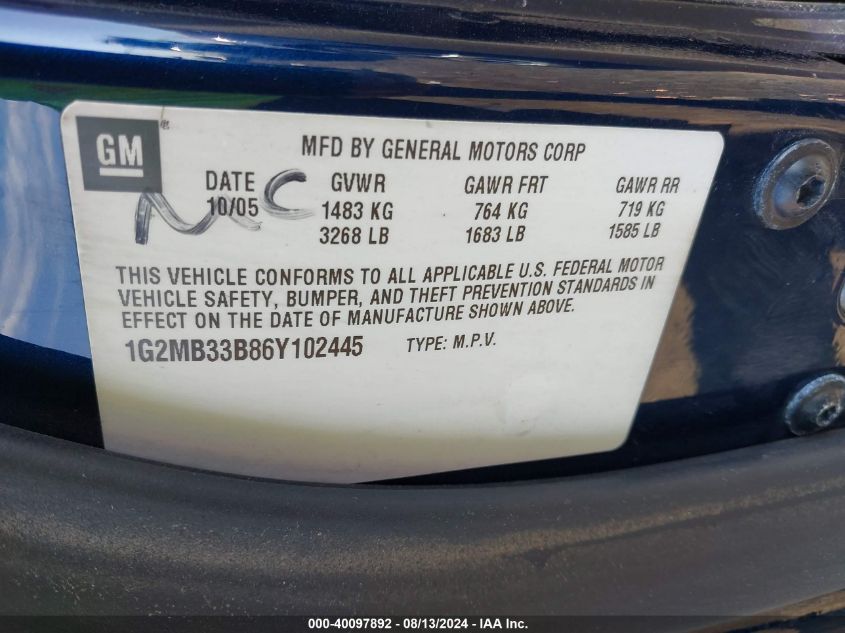 GM
MFD BY GENERAL MOTORS CORP
DATE GVWR GAWR FRT GAWR RR
10/05 1483 KG 764 KG 719 KG
3268 LB 1683 LB 1585 LB
THIS VEHICLE CONFORMS TO ALL APPLICABLE U.S. FEDERAL MOTOR
VEHICLE SAFETY, BUMPER, AND THEFT PREVENTION STANDARDS IN
EFFECT ON THE DATE OF MANUFACTURE SHOWN ABOVE.
1G2MB33B86Y102445 TYPE: M.P.V.
000-40097892 - 08/13/2024 - IAA Inc.